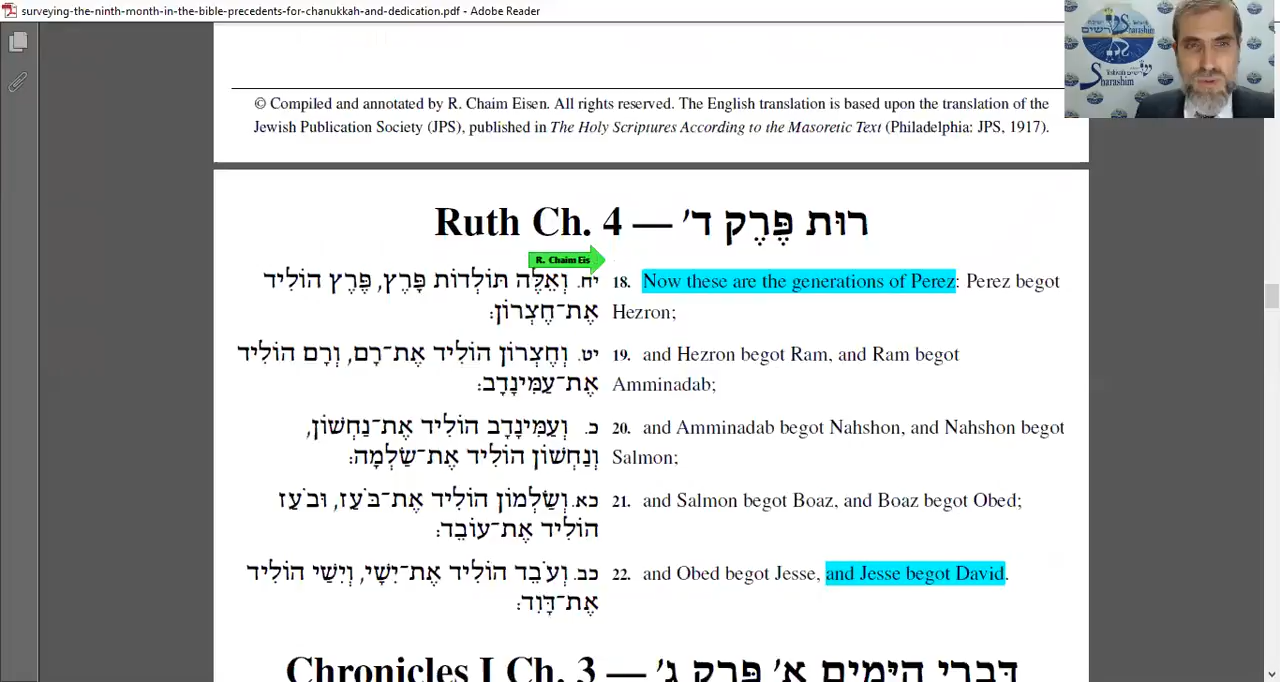 surveying-the-ninth-month-in-the-bible-precedents-for-chanukkah-and-dedication.pdf - Adobe Reader
© Compiled and annotated by R. Chaim Eisen. All rights reserved. The English translation is based upon the translation of the
Jewish Publication Society (JPS), published in The Holy Scriptures According to the Masoretic Text (Philadelphia: JPS, 1917).
Ruth Ch. 4 — רוּת פֶּרֶק ד׳
R. Chaim Eis
יח. וְאֵלֶּה תּוֹלְדוֹת פָּרֶץ, פֶּרֶץ הוֹלִיד
אֶת־חֶצְרוֹן:
18. Now these are the generations of Perez: Perez begot
Hezron;
יט. וְחֶצְרוֹן הוֹלִיד אֶת־רָם, וְרָם הוֹלִיד
אֶת־עַמִּינָדָב:
19. and Hezron begot Ram, and Ram begot
Amminadab;
כ. וְעַמִּינָדָב הוֹלִיד אֶת־נַחְשׁוֹן,
וְנַחְשׁוֹן הוֹלִיד אֶת־שַׂלְמָה:
20. and Amminadab begot Nahshon, and Nahshon begot
Salmon;
כא. וְשַׂלְמוֹן הוֹלִיד אֶת־בֹּעַז, וּבֹעַז
הוֹלִיד אֶת־עוֹבֵד:
21. and Salmon begot Boaz, and Boaz begot Obed;
כב. וְעֹבֵד הוֹלִיד אֶת־יִשָׁי, וְיִשַׁי הוֹלִיד
אֶת־דָּוִד:
22. and Obed begot Jesse, and Jesse begot David.
Chronicles I Ch. 3 — דִּבְרֵי הַיָּמִים א׳ פֶּרֶק ג׳
Sharashim